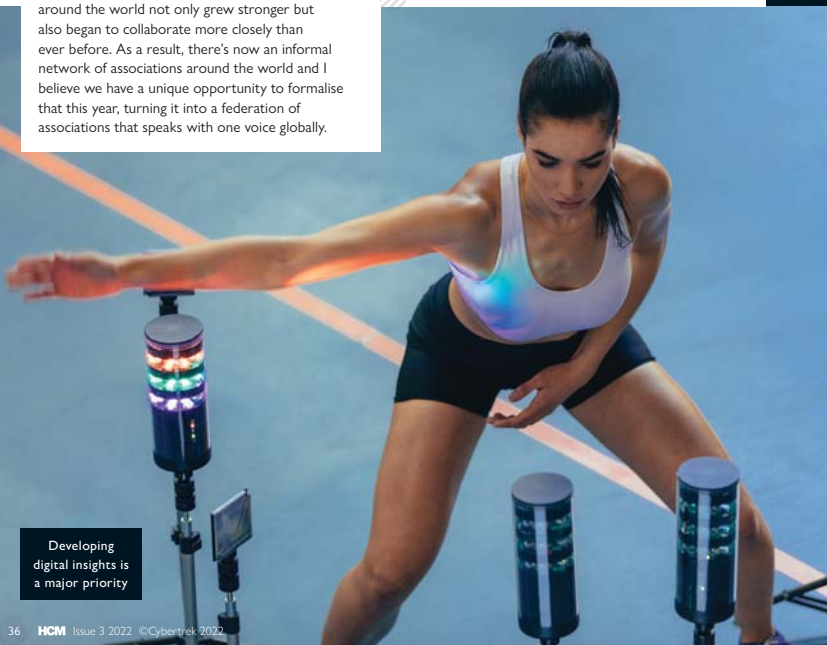 around the world not only grew stronger but
also began to collaborate more closely than
ever before. As a result, there’s now an informal
network of associations around the world and I
believe we have a unique opportunity to formalise
that this year, turning it into a federation of
associations that speaks with one voice globally.
Developing
digital insights is
a major priority
36 HCM Issue 3 2022 ©Cybertrek 2022